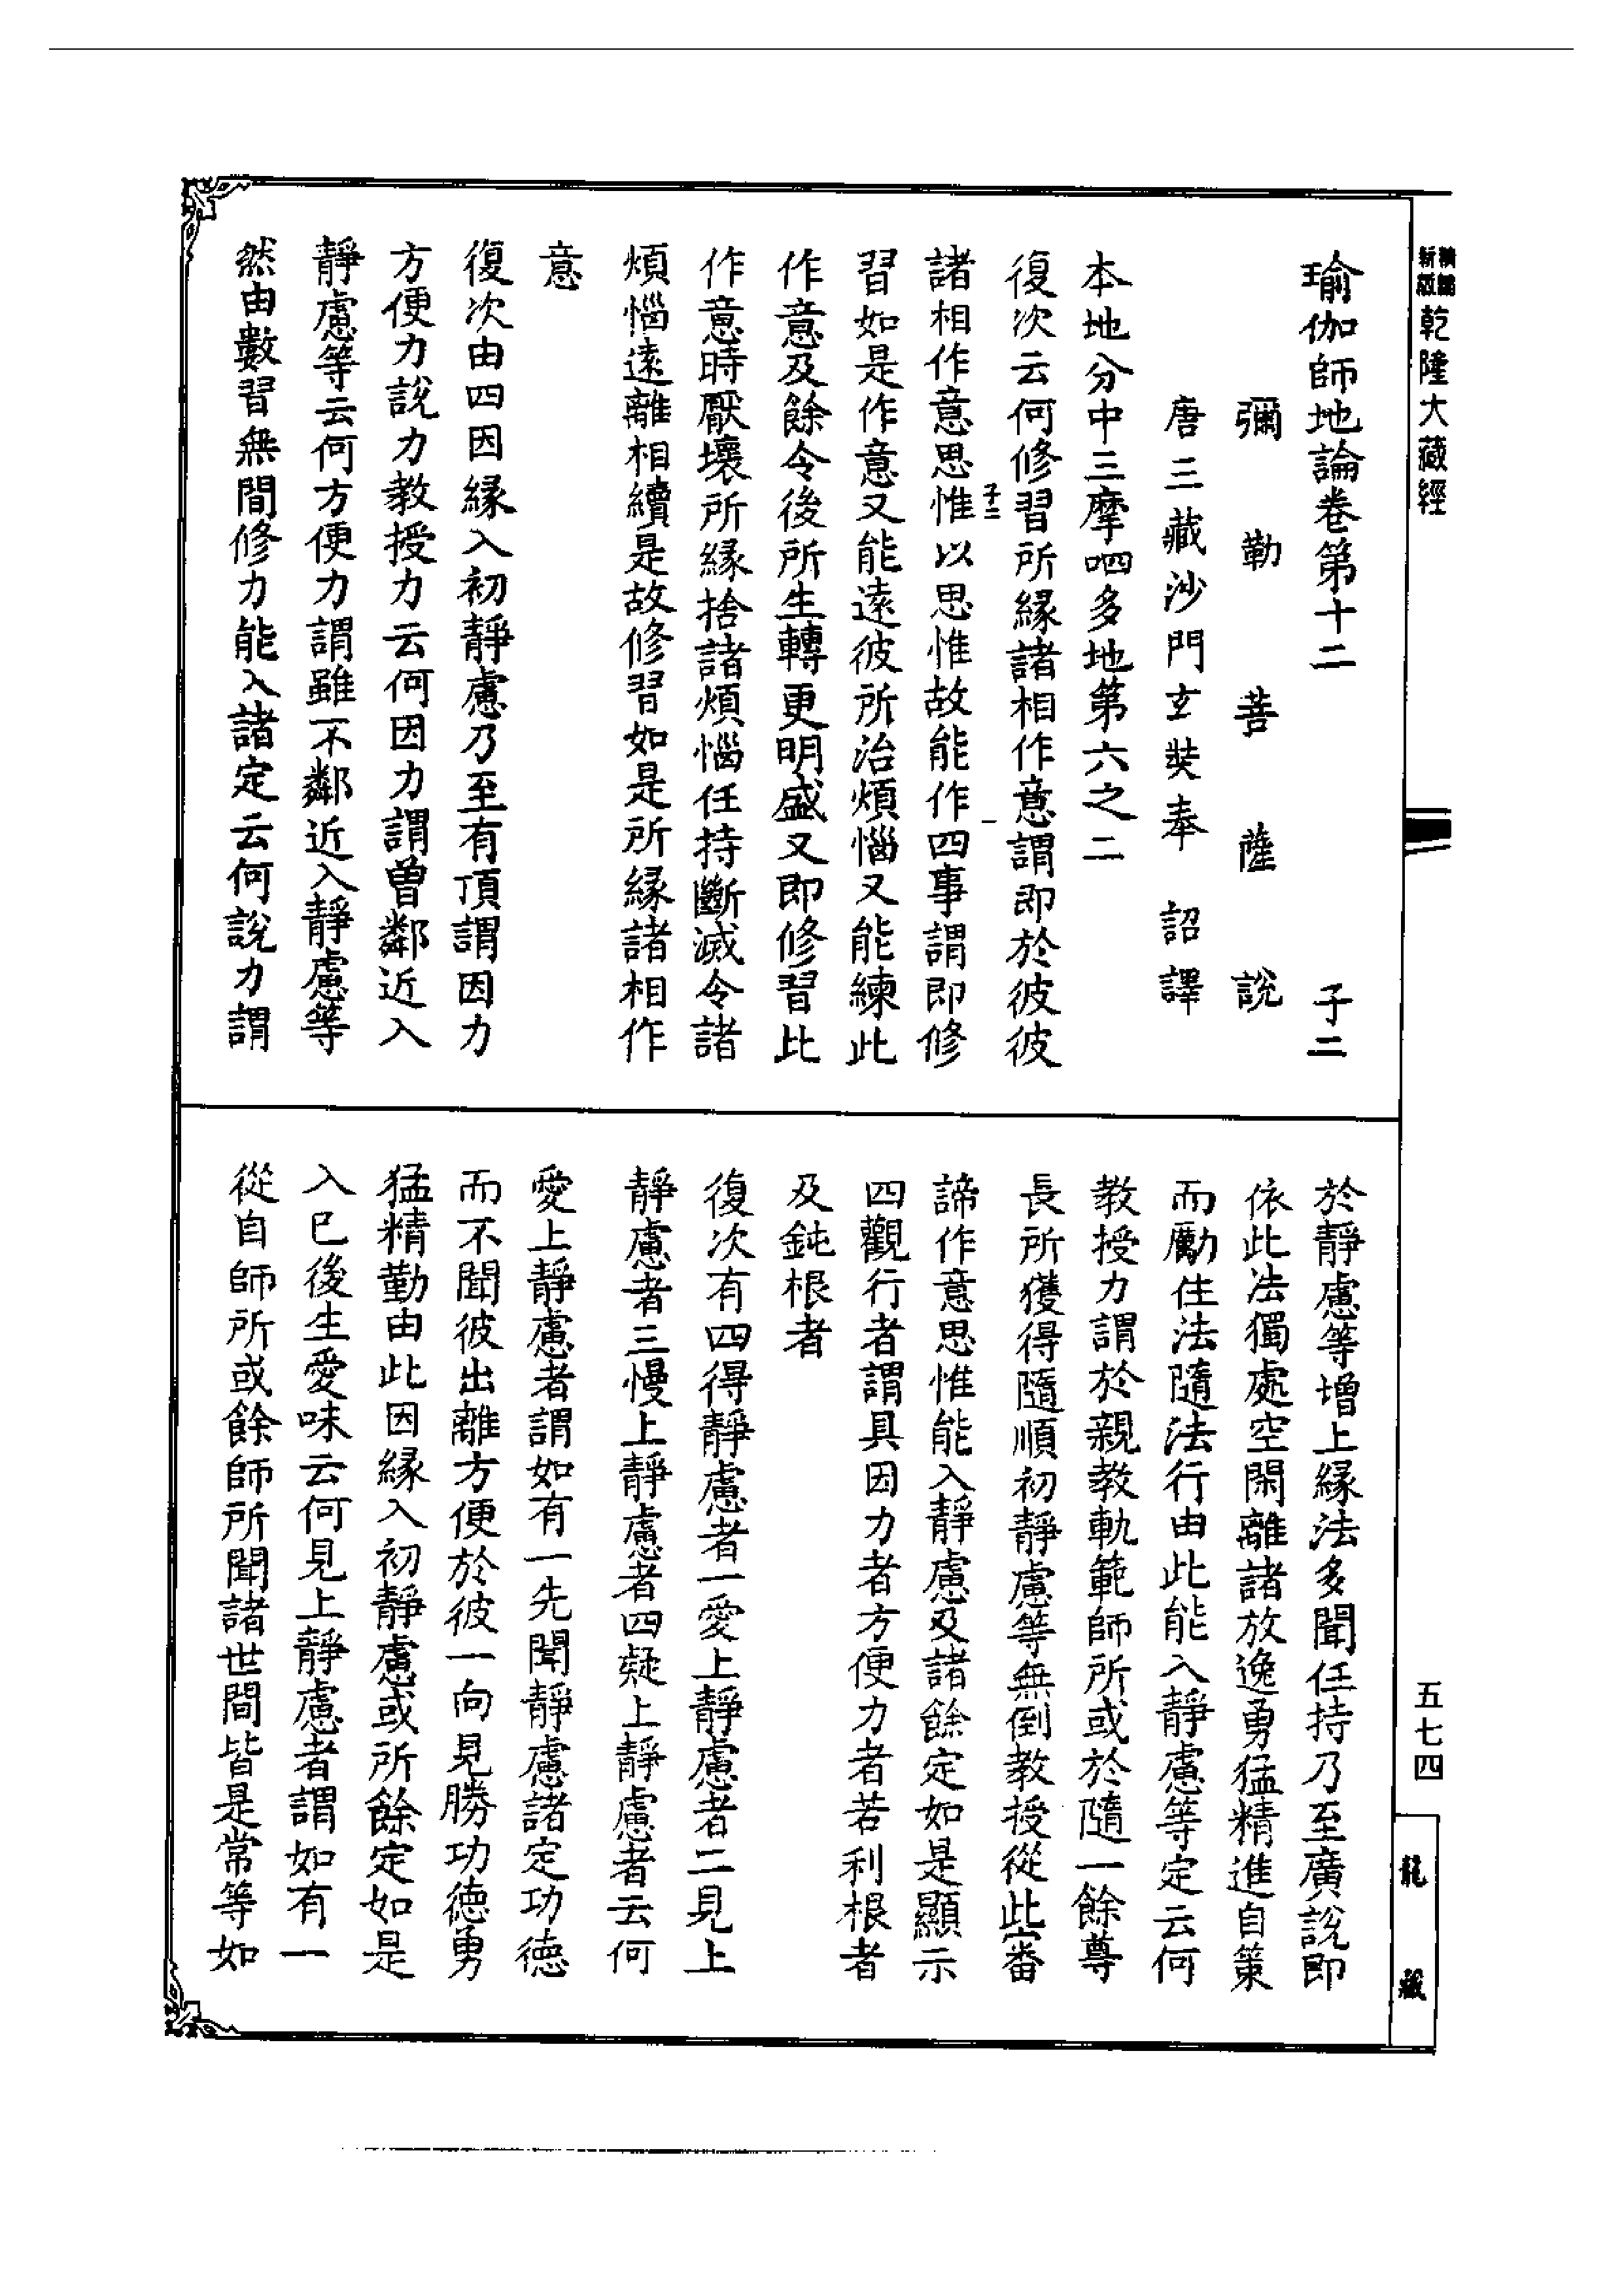 新版
精編
乾隆大藏經
瑜伽師地論卷第十二 子二
彌勒菩薩說
唐三藏沙門玄奘奉 詔譯
本地分中三摩呬多地第六之二
復次云何修習所緣諸相作意謂即於彼彼
子二 一
諸相作意思惟以思惟故能作四事謂即修
習如是作意又能遠彼所治煩惱又能練此
作意及餘令後所生轉更明盛又即修習此
作意時厭壞所緣捨諸煩惱任持斷滅令諸
煩惱遠離相續是故修習如是所緣諸相作
意
復次由四因緣入初靜慮乃至有頂謂因力
方便力說力教授力云何因力謂曾鄰近入
靜慮等云何方便力謂雖不鄰近入靜慮等
然由數習無間修力能入諸定云何說力謂
於靜慮等增上緣法多聞任持乃至廣說即
依此法獨處空閑離諸放逸勇猛精進自策
而勵住法隨法行由此能入靜慮等定云何
教授力謂於親教軌範師所或於隨一餘尊
長所獲得隨順初靜慮等無倒教授從此審
諦作意思惟能入靜慮及諸餘定如是顯示
四觀行者謂具因力者方便力者若利根者
及鈍根者
復次有四得靜慮者一愛上靜慮者二見上
靜慮者三慢上靜慮者四疑上靜慮者云何
愛上靜慮者謂如有一先聞靜慮諸定功德
而不聞彼出離方便於彼一向見勝功德勇
猛精勤由此因緣入初靜慮或所餘定如是
入已後生愛味云何見上靜慮者謂如有一
從自師所或餘師所聞諸世間皆是常等如
五七四
龍藏